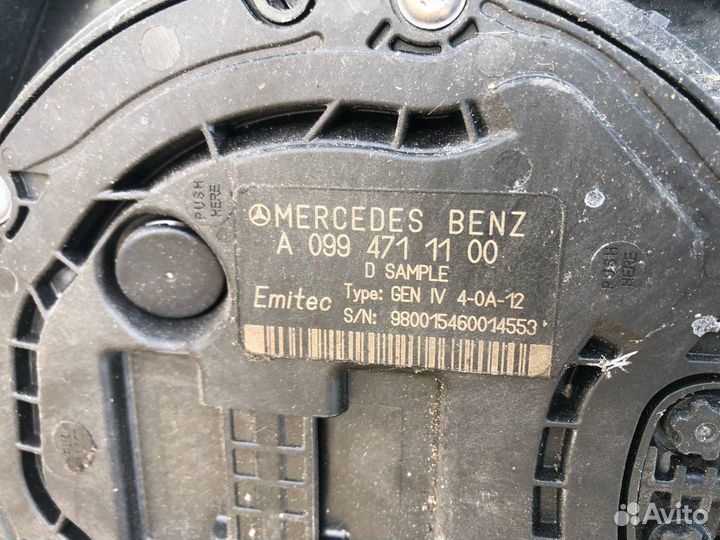 PUSH HERE
MERCEDES BENZ
A 099 471 11 00
D SAMPLE
Emitec Type: GEN IV 4-0A-12
S/N: 980015460014553
PUSH HERE
Avito